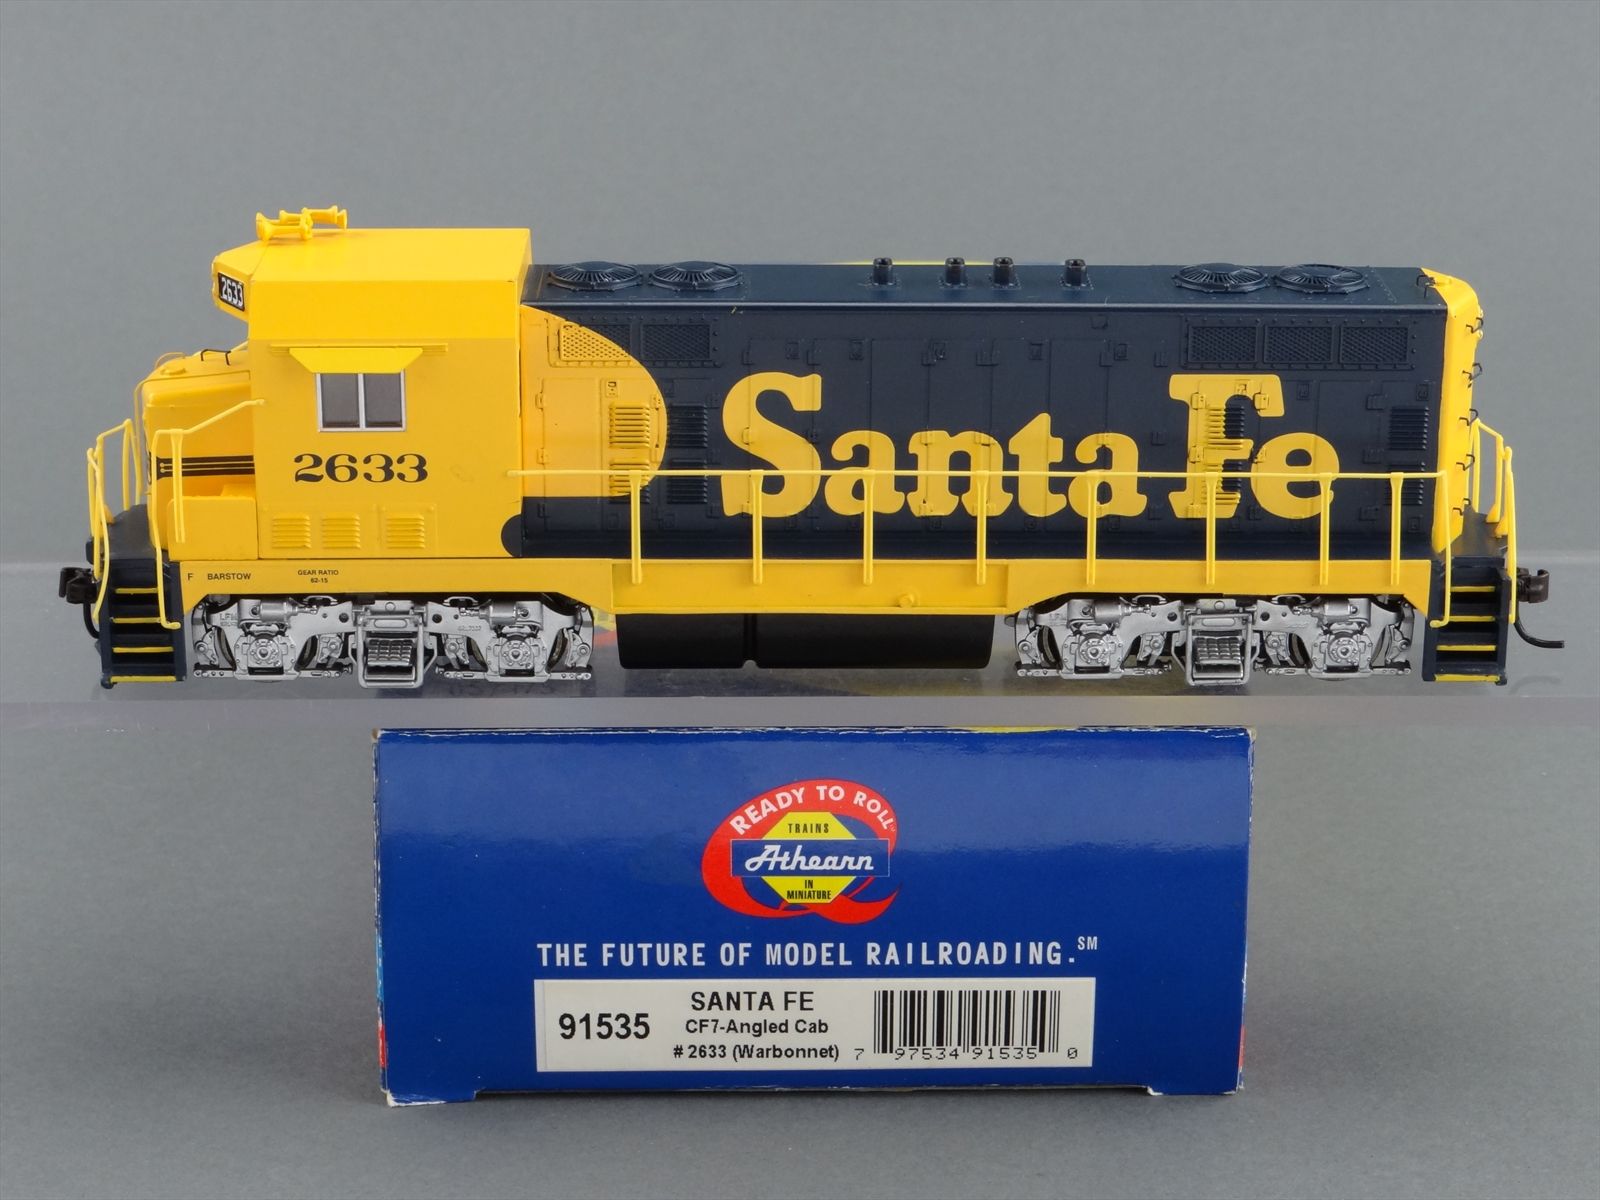 2633
2633
Santa Fe
F BARSTOW
GEAR RATIO
62-15
READY TO ROLL
TRAINS
Athearn
IN
MINIATURE
THE FUTURE OF MODEL RAILROADING.℠
91535
SANTA FE
CF7-Angled Cab
# 2633 (Warbonnet)
7 97534 91535 0